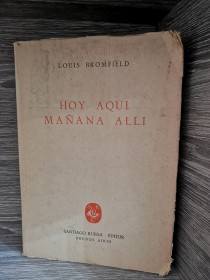 LOUIS BROMFIELD
HOY AQUI
MAÑANA ALLI
SANTIAGO RUEDA - EDITOR
BUENOS AIRES